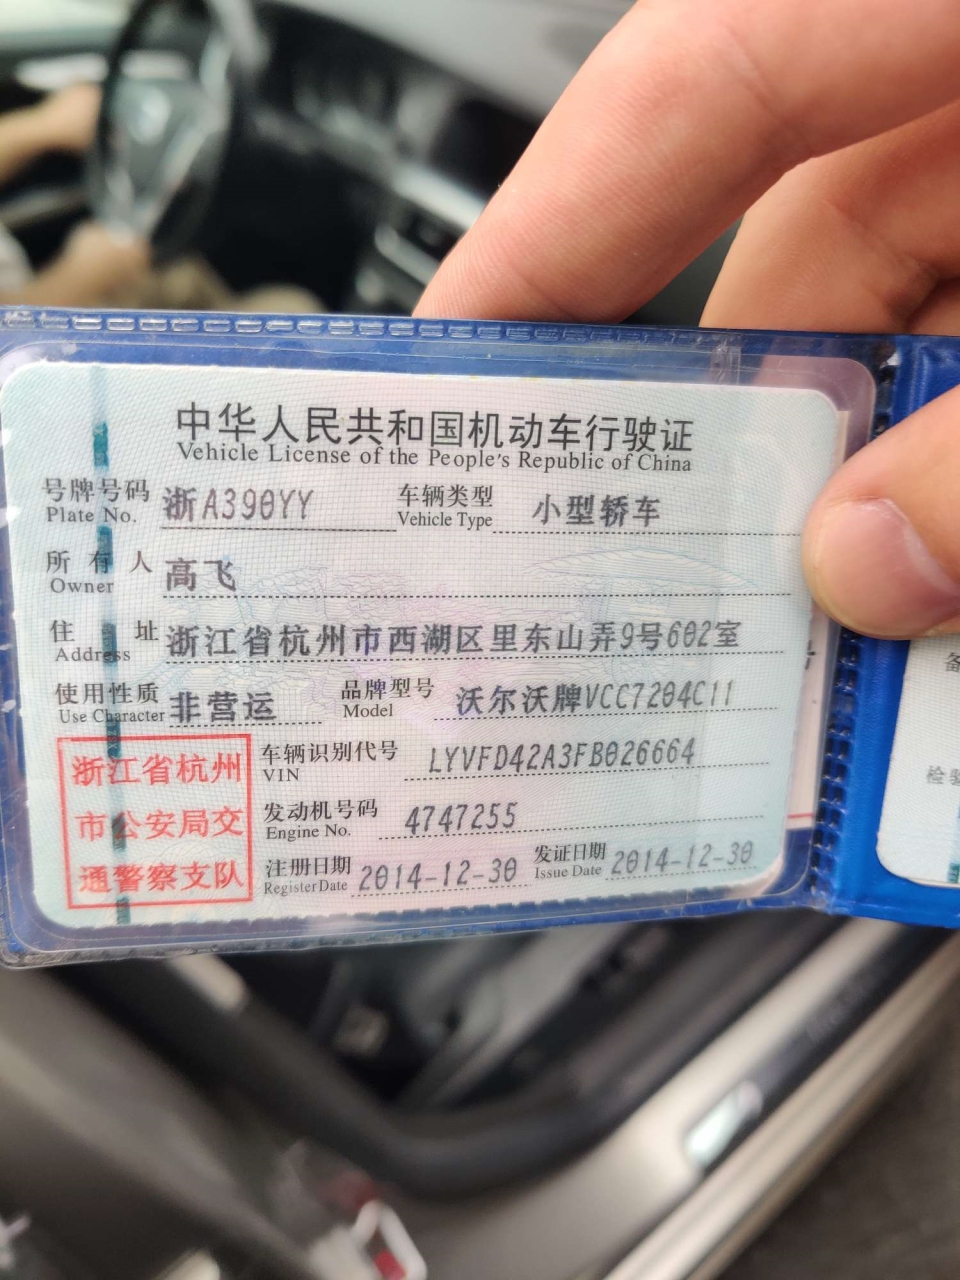 中华人民共和国机动车行驶证
Vehicle License of the People's Republic of China
号牌号码 浙A390YY 车辆类型 小型轿车
Plate No. Vehicle Type
所有人 高飞
Owner
住址 浙江省杭州市西湖区里东山弄9号602室
Address
使用性质 非营运 品牌型号 沃尔沃牌VCC7204C11
Use Character Model
浙江省杭州
市公安局交
通警察支队
车辆识别代号 LYVFD42A3FB026664
VIN
发动机号码 4747255
Engine No.
注册日期 2014-12-30 发证日期 2014-12-30
Register Date Issue Date
号
备
检验